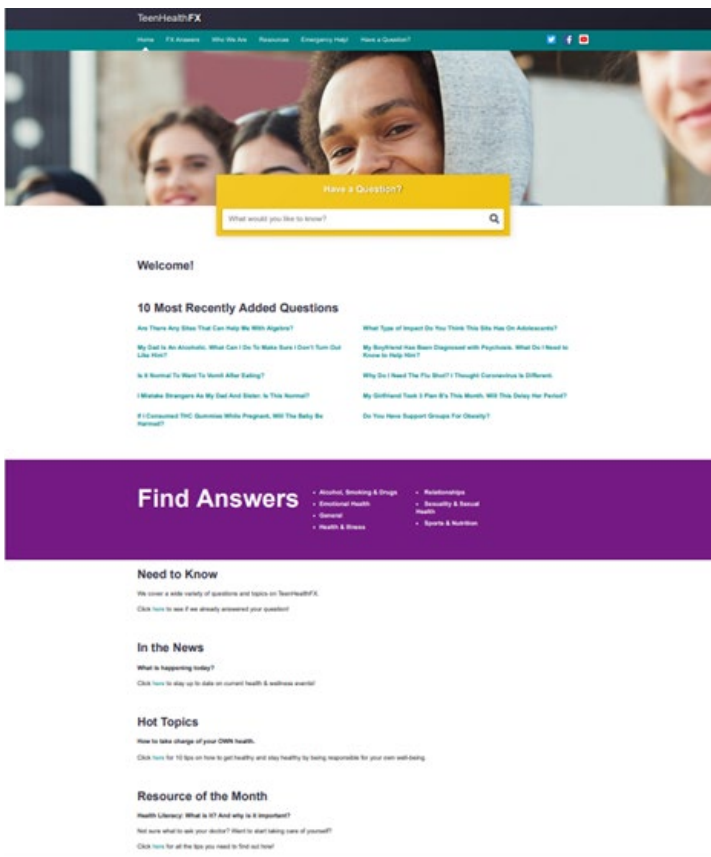 TeenHealthFX
Home FX Answers Who We Are Resources Emergency Help! Have a Question?
Have a Question?
What would you like to know?
Welcome!
10 Most Recently Added Questions
Are There Any Sites That Can Help Me With Algebra?
What Type of Impact Do You Think This Site Has On Adolescents?
My Dad Is An Alcoholic. What Can I Do To Make Sure I Don't Turn Out
Like Him?
My Boyfriend Has Been Diagnosed with Psychosis. What Do I Need to
Know to Help Him?
Is It Normal To Want To Vomit After Eating?
Why Do I Need The Flu Shot? I Thought Coronavirus Is Different.
I Mistake Strangers As My Dad And Sister. Is This Normal?
My Girlfriend Took 3 Plan B's This Month. Will This Delay Her Period?
If I Consumed THC Gummies While Pregnant, Will The Baby Be
Harmed?
Do You Have Support Groups For Obesity?
Find Answers
• Alcohol, Smoking & Drugs
• Emotional Health
• General
• Health & Illness
• Relationships
• Sexuality & Sexual
Health
• Sports & Nutrition
Need to Know
We cover a wide variety of questions and topics on TeenHealthFX.
Click here to see if we already answered your question!
In the News
What is happening today?
Click here to stay up to date on current health & wellness events!
Hot Topics
How to take charge of your OWN health.
Click here for 10 tips on how to get healthy and stay healthy by being responsible for your own well-being.
Resource of the Month
Health Literacy: What is it? And why is it important?
Not sure what to ask your doctor? Want to start taking care of yourself?
Click here for all the tips you need to find out how!